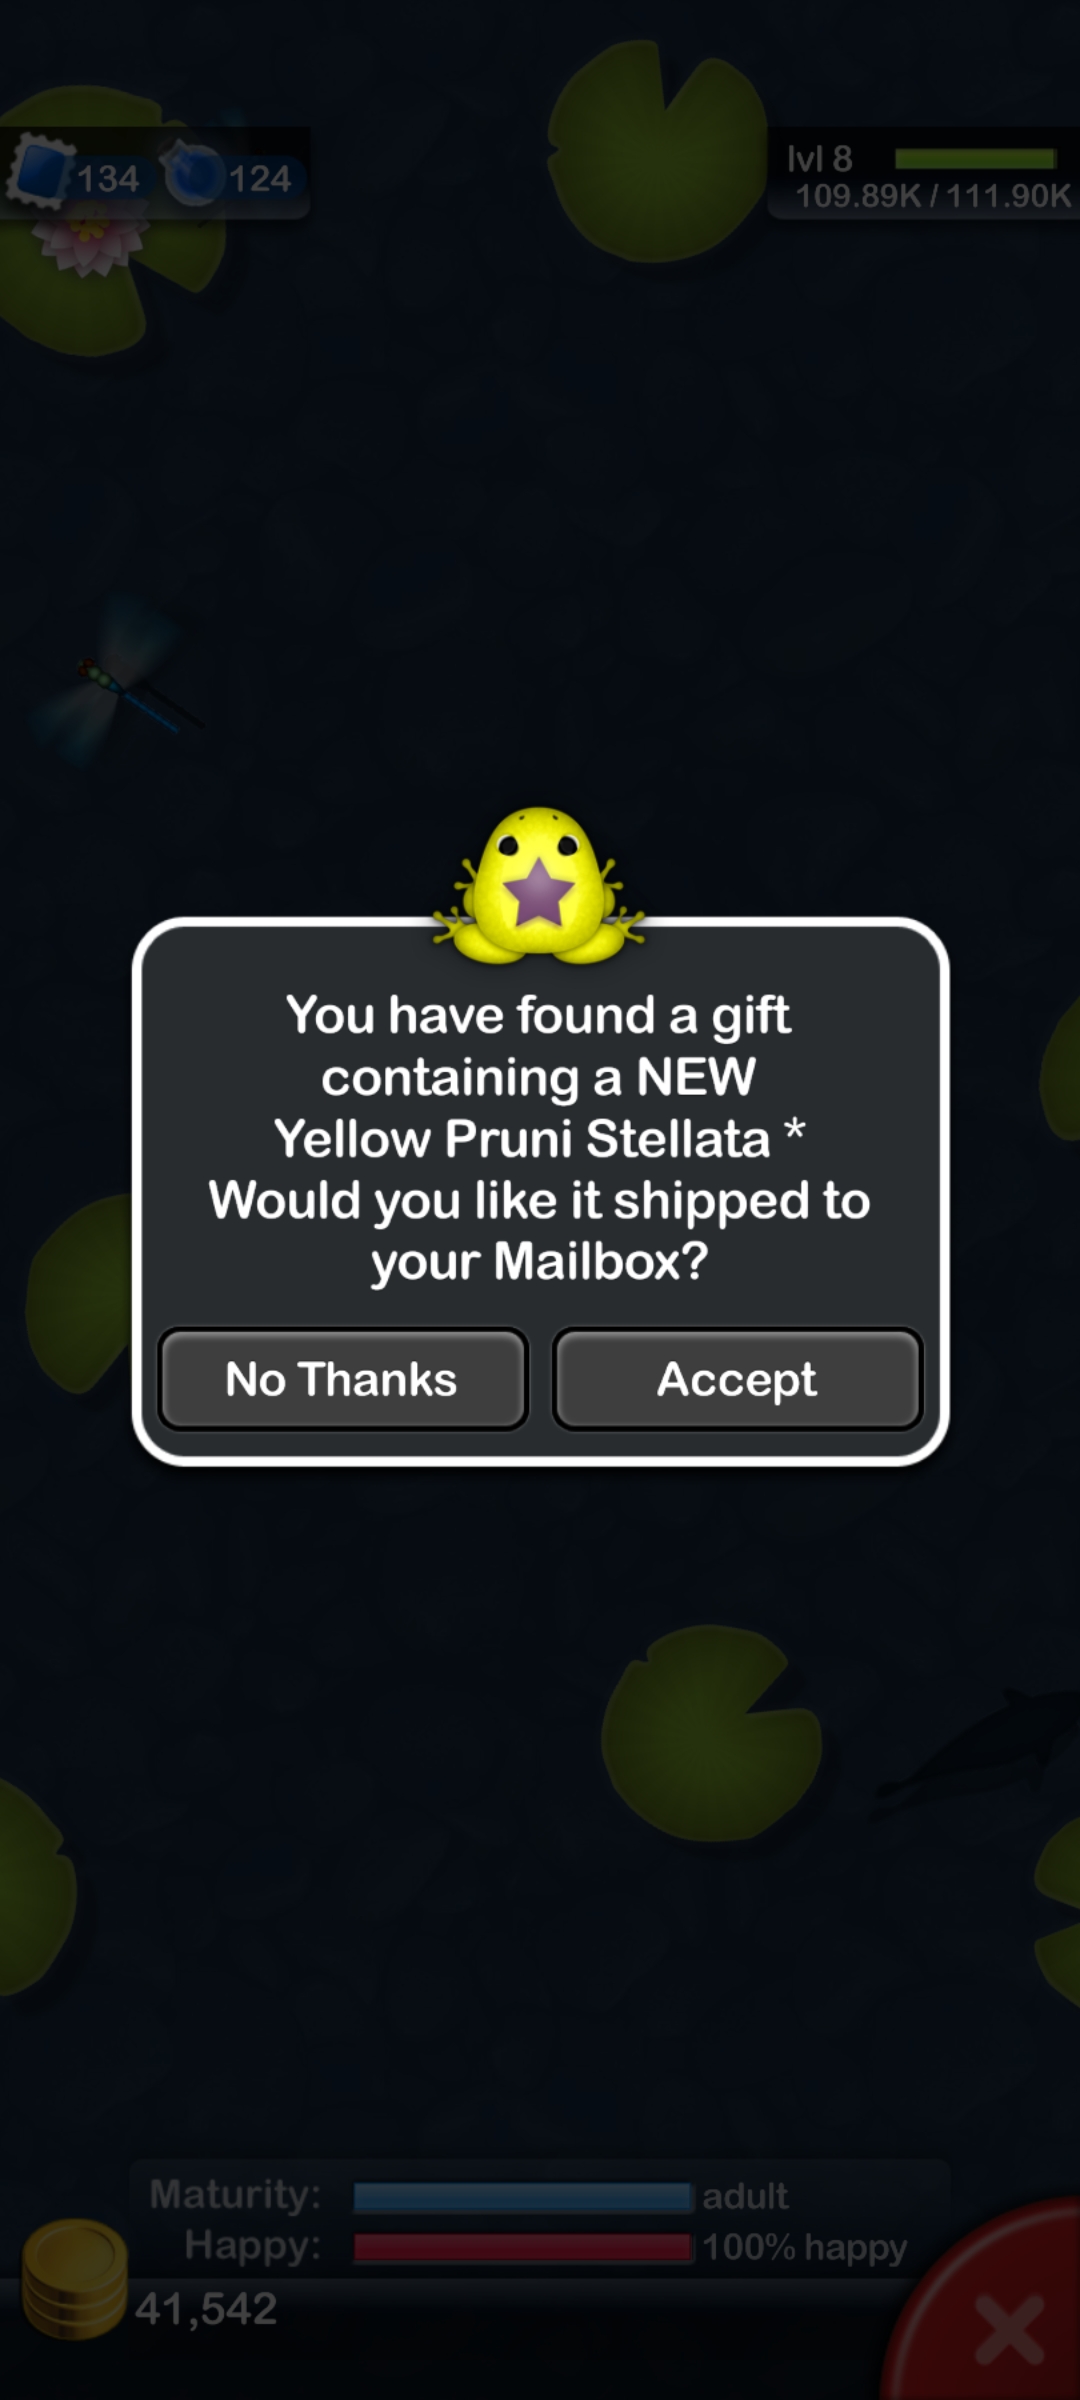 134
124
lvl 8
109.89K / 111.90K
You have found a gift
containing a NEW
Yellow Pruni Stellata *
Would you like it shipped to
your Mailbox?
No Thanks
Accept
Maturity:
adult
Happy:
100% happy
41,542